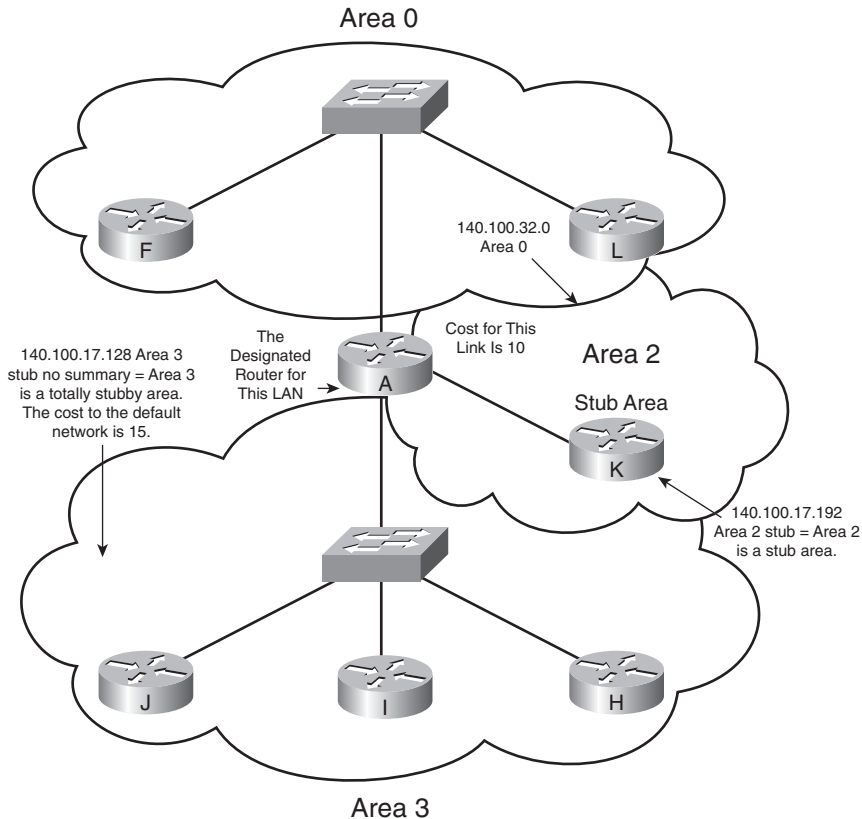 Area 0
F
L
140.100.32.0
Area 0
The
Designated
Router for
This LAN
A
Cost for This
Link Is 10
Area 2
Stub Area
K
140.100.17.128 Area 3
stub no summary = Area 3
is a totally stubby area.
The cost to the default
network is 15.
140.100.17.192
Area 2 stub = Area 2
is a stub area.
J
I
H
Area 3